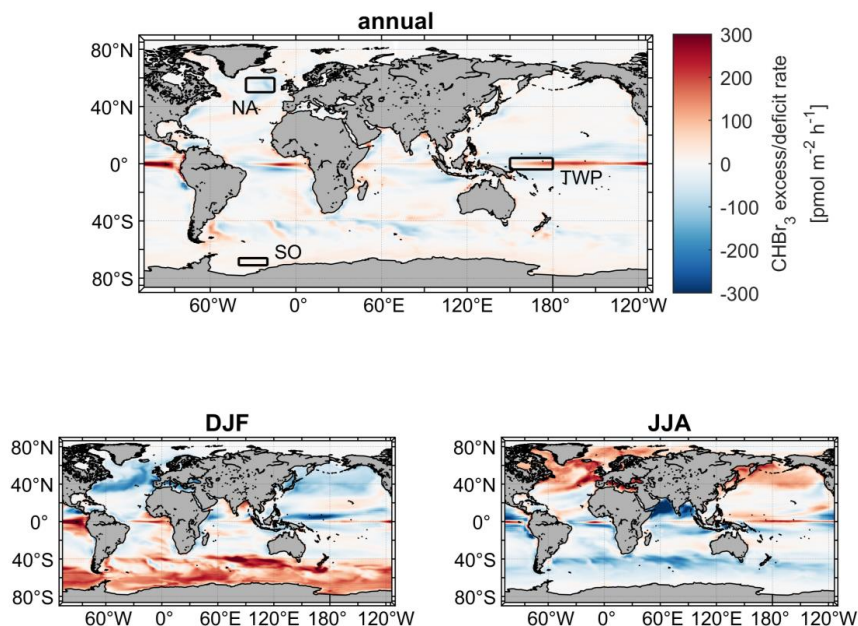 annual
80°N
40°N
0°
40°S
80°S
60°W 0° 60°E 120°E 180° 120°W
NA
TWP
SO
300
200
100
0
-100
-200
-300
CHBr₃ excess/deficit rate
[pmol m⁻² h⁻¹]
DJF
80°N
40°N
0°
40°S
80°S
60°W 0° 60°E 120°E 180° 120°W
JJA
80°N
40°N
0°
40°S
80°S
60°W 0° 60°E 120°E 180° 120°W